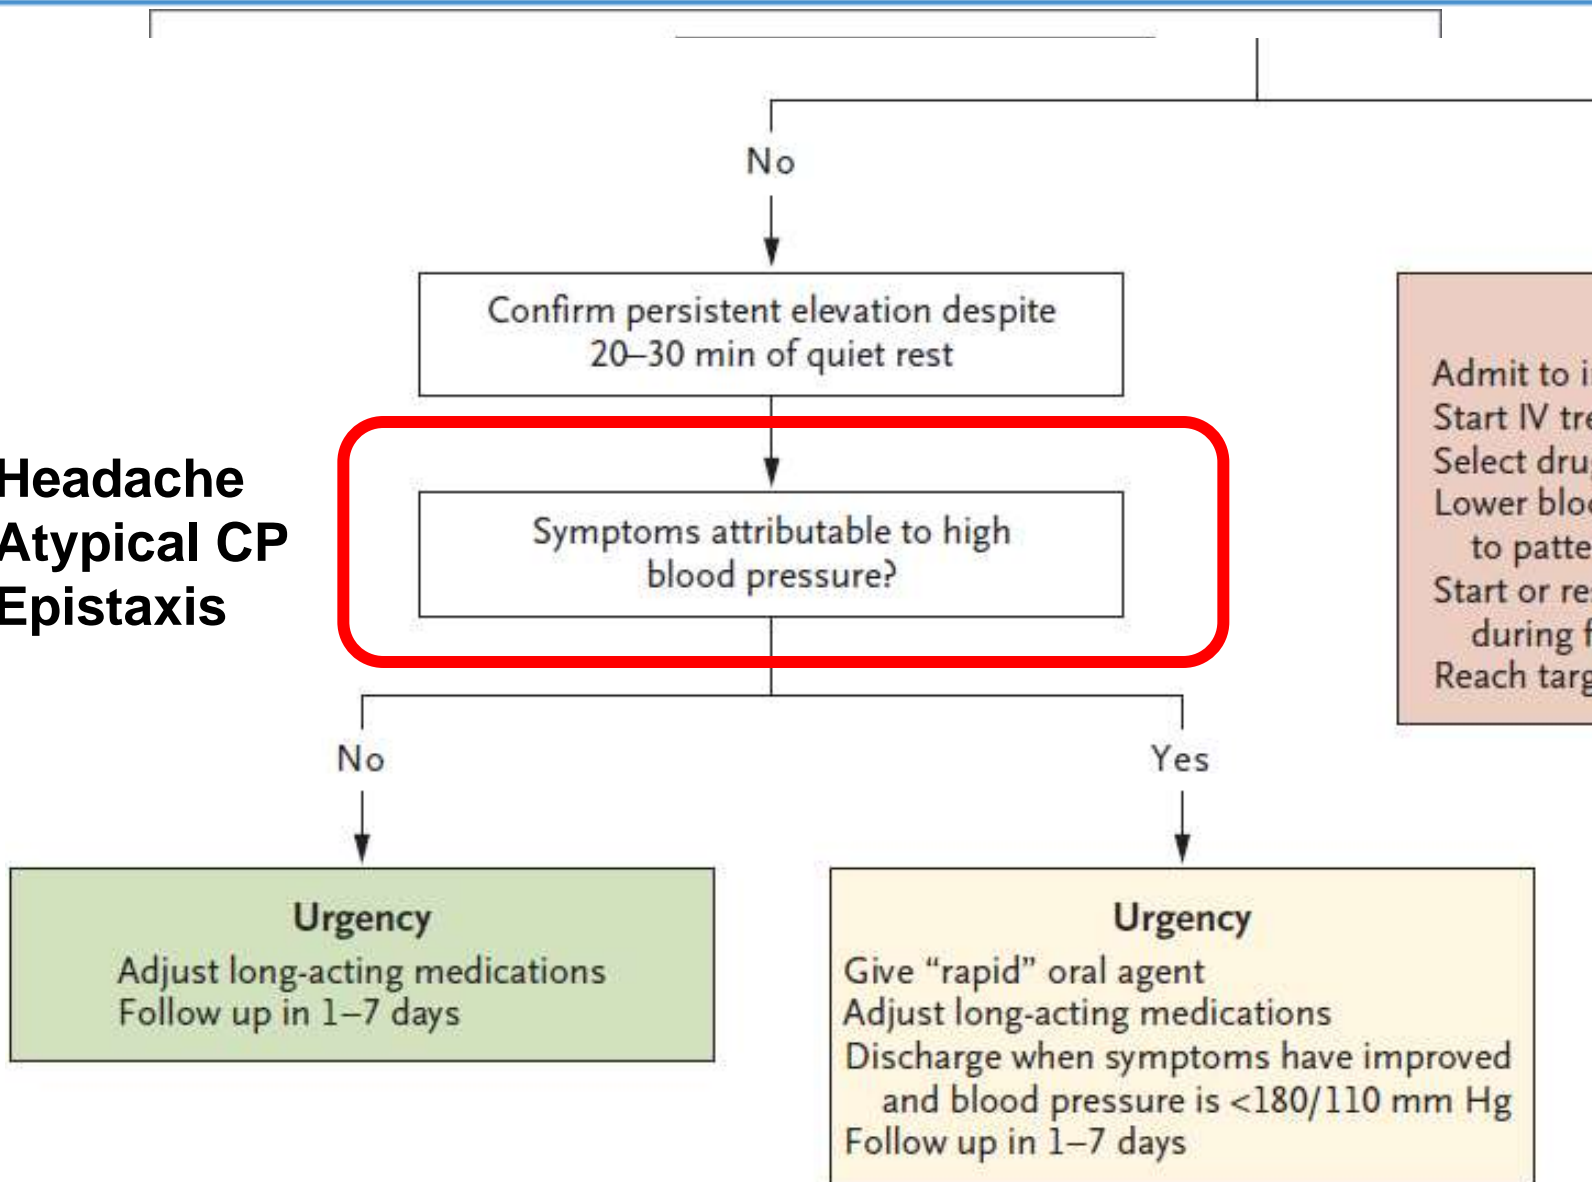 No
Confirm persistent elevation despite
20–30 min of quiet rest
Headache
Atypical CP
Epistaxis
Symptoms attributable to high
blood pressure?
Admit to
Start IV
Select
Lower
to
Start or
during
Reach
No
Yes
Urgency
Adjust long-acting medications
Follow up in 1–7 days
Urgency
Give “rapid” oral agent
Adjust long-acting medications
Discharge when symptoms have improved
and blood pressure is <180/110 mm Hg
Follow up in 1–7 days